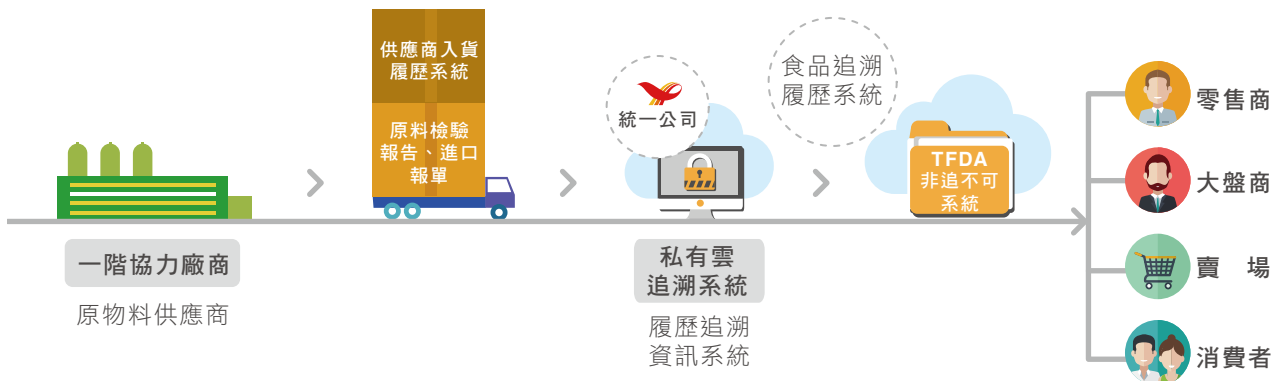 供應商入貨
履歷系統
原料檢驗
報告、進口
報單
一階協力廠商
原物料供應商
統一公司
私有雲
追溯系統
履歷追溯
資訊系統
食品追溯
履歷系統
TFDA
非追不可
系統
零售商
大盤商
賣 場
消費者